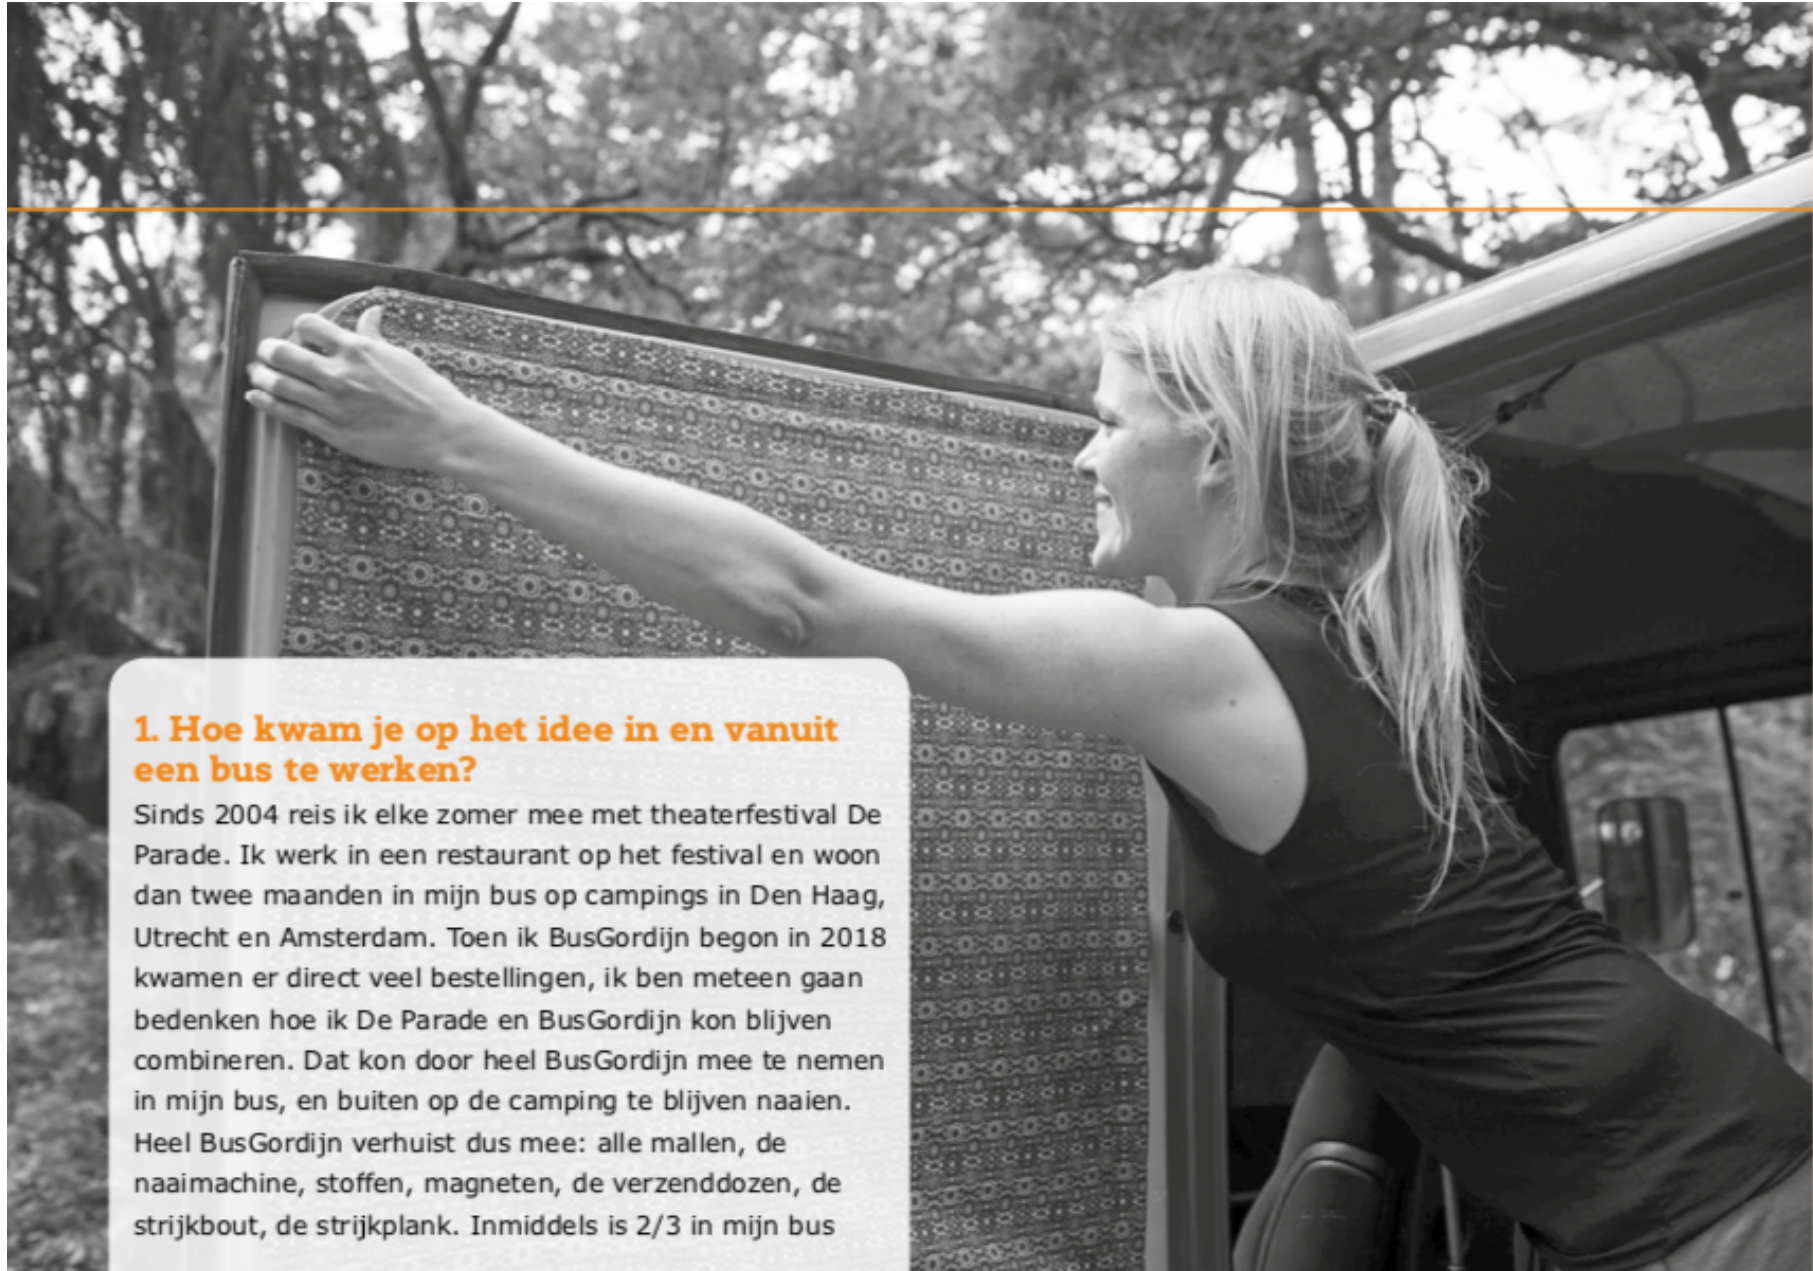 1. Hoe kwam je op het idee in en vanuit
een bus te werken?
Sinds 2004 reis ik elke zomer mee met theaterfestival De
Parade. Ik werk in een restaurant op het festival en woon
dan twee maanden in mijn bus op campings in Den Haag,
Utrecht en Amsterdam. Toen ik BusGordijn begon in 2018
kwamen er direct veel bestellingen, ik ben meteen gaan
bedenken hoe ik De Parade en BusGordijn kon blijven
combineren. Dat kon door heel BusGordijn mee te nemen
in mijn bus, en buiten op de camping te blijven naaien.
Heel BusGordijn verhuist dus mee: alle mallen, de
naaimachine, stoffen, magneten, de verzenddozen, de
strijkbout, de strijkplank. Inmiddels is 2/3 in mijn bus